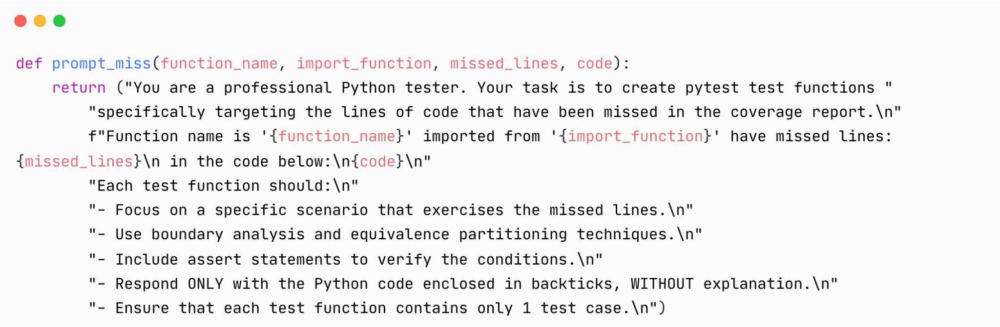 def prompt_miss(function_name, import_function, missed_lines, code):
    return ("You are a professional Python tester. Your task is to create pytest test functions "
        "specifically targeting the lines of code that have been missed in the coverage report.\n"
        f"Function name is '{function_name}' imported from '{import_function}' have missed lines:
{missed_lines}\n in the code below:\n{code}\n"
        "Each test function should:\n"
        "- Focus on a specific scenario that exercises the missed lines.\n"
        "- Use boundary analysis and equivalence partitioning techniques.\n"
        "- Include assert statements to verify the conditions.\n"
        "- Respond ONLY with the Python code enclosed in backticks, WITHOUT explanation.\n"
        "- Ensure that each test function contains only 1 test case.\n")